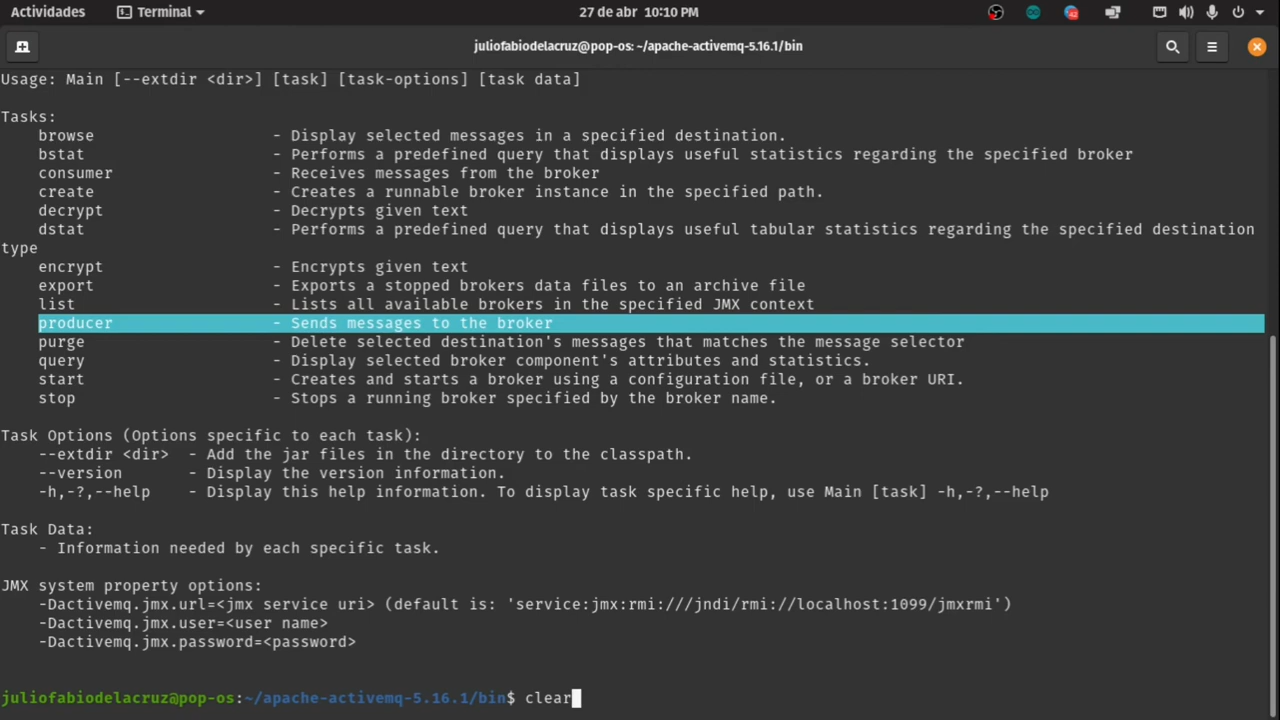 Actividades Terminal 27 de abr 10:10 PM 42
juliofabiodelacruz@pop-os: ~/apache-activemq-5.16.1/bin
Usage: Main [--extdir <dir>] [task] [task-options] [task data]
Tasks:
browse - Display selected messages in a specified destination.
bstat - Performs a predefined query that displays useful statistics regarding the specified broker
consumer - Receives messages from the broker
create - Creates a runnable broker instance in the specified path.
decrypt - Decrypts given text
dstat - Performs a predefined query that displays useful tabular statistics regarding the specified destination
type
encrypt - Encrypts given text
export - Exports a stopped brokers data files to an archive file
list - Lists all available brokers in the specified JMX context
producer - Sends messages to the broker
purge - Delete selected destination's messages that matches the message selector
query - Display selected broker component's attributes and statistics.
start - Creates and starts a broker using a configuration file, or a broker URI.
stop - Stops a running broker specified by the broker name.
Task Options (Options specific to each task):
--extdir <dir> - Add the jar files in the directory to the classpath.
--version - Display the version information.
-h,-?,--help - Display this help information. To display task specific help, use Main [task] -h,-?,--help
Task Data:
- Information needed by each specific task.
JMX system property options:
-Dactivemq.jmx.url=<jmx service uri> (default is: 'service:jmx:rmi:///jndi/rmi://localhost:1099/jmxrmi')
-Dactivemq.jmx.user=<user name>
-Dactivemq.jmx.password=<password>
juliofabiodelacruz@pop-os:~/apache-activemq-5.16.1/bin$ clear